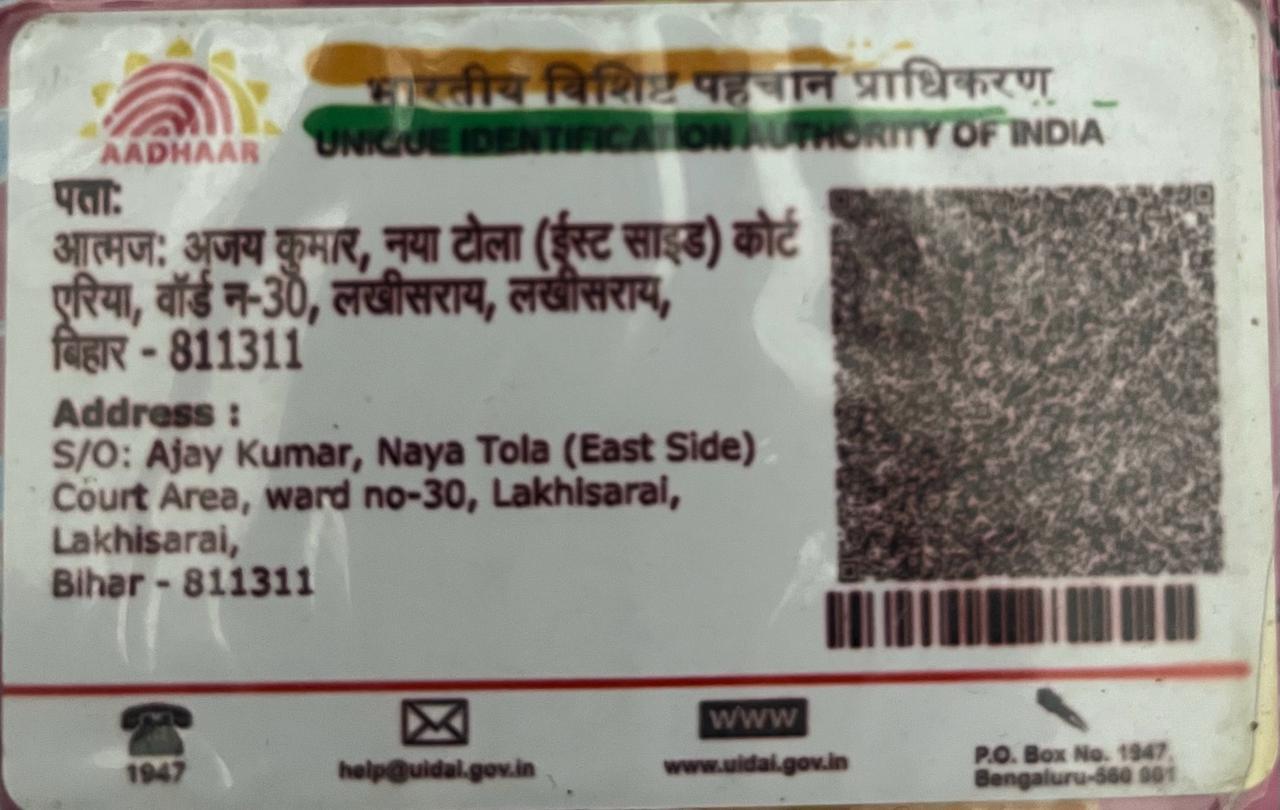 भारतीय विशिष्ट पहचान प्राधिकरण
UNIQUE IDENTIFICATION AUTHORITY OF INDIA
AADHAAR
पता:
आत्मज: अजय कुमार, नया टोला (ईस्ट साइड) कोर्ट
एरिया, वॉर्ड न-30, लखीसराय, लखीसराय,
बिहार - 811311
Address :
S/O: Ajay Kumar, Naya Tola (East Side)
Court Area, ward no-30, Lakhisarai,
Lakhisarai,
Bihar - 811311
1947
help@uidai.gov.in
www
www.uidai.gov.in
P.O. Box No. 1947,
Bengaluru-560 001